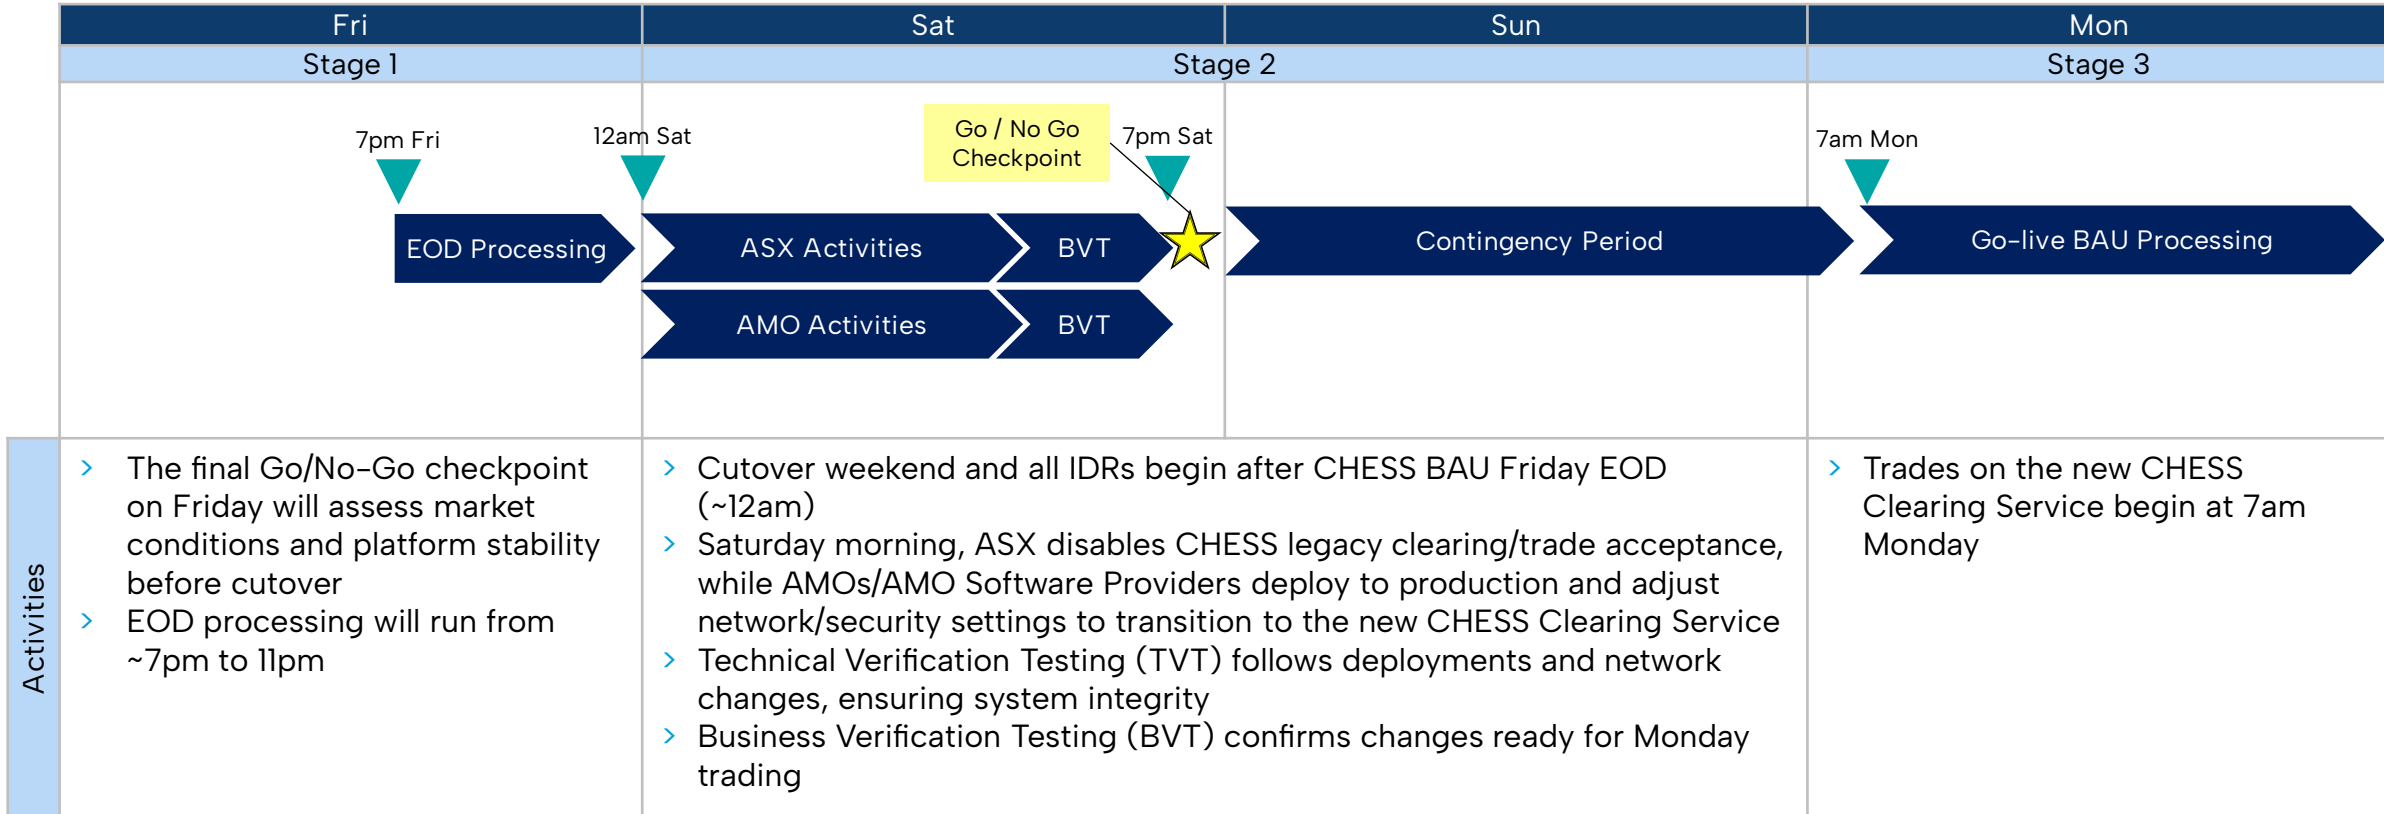 Fri
Sat
Sun
Mon
Stage 1
Stage 2
Stage 3
7pm Fri
12am Sat
Go / No Go
Checkpoint
7pm Sat
7am Mon
EOD Processing
ASX Activities
BVT
Contingency Period
Go-live BAU Processing
AMO Activities
BVT
Activities
> The final Go/No-Go checkpoint
on Friday will assess market
conditions and platform stability
before cutover
> EOD processing will run from
~7pm to 11pm
> Cutover weekend and all IDRs begin after CHESS BAU Friday EOD
(~12am)
> Saturday morning, ASX disables CHESS legacy clearing/trade acceptance,
while AMOs/AMO Software Providers deploy to production and adjust
network/security settings to transition to the new CHESS Clearing Service
> Technical Verification Testing (TVT) follows deployments and network
changes, ensuring system integrity
> Business Verification Testing (BVT) confirms changes ready for Monday
trading
> Trades on the new CHESS
Clearing Service begin at 7am
Monday